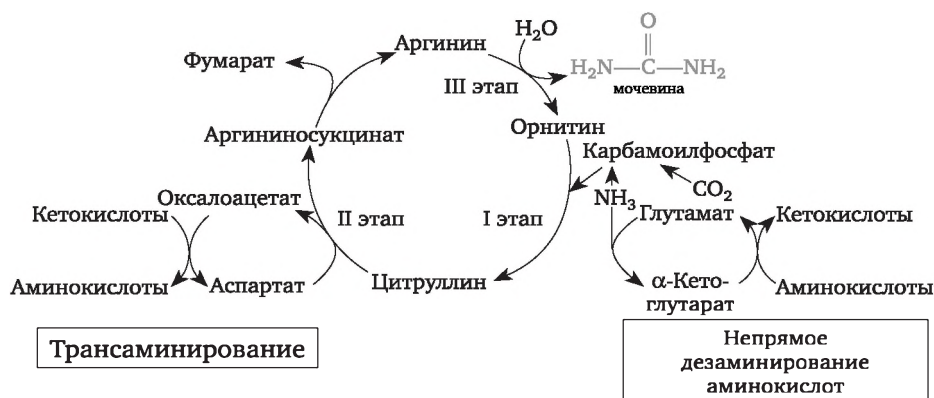 O
H₂O
Аргинин
H₂N—C—NH₂
Фумарат
мочевина
III этап
Орнитин
Аргининосукцинат
Карбамоилфосфат
CO₂
NH₃
Оксалоацетат
Кетокислоты
II этап
I этап
Глутамат
Кетокислоты
Аминокислоты
Аспартат
Цитруллин
α-Кето-
глутарат
Аминокислоты
Трансаминирование
Непрямое
дезаминирование
аминокислот